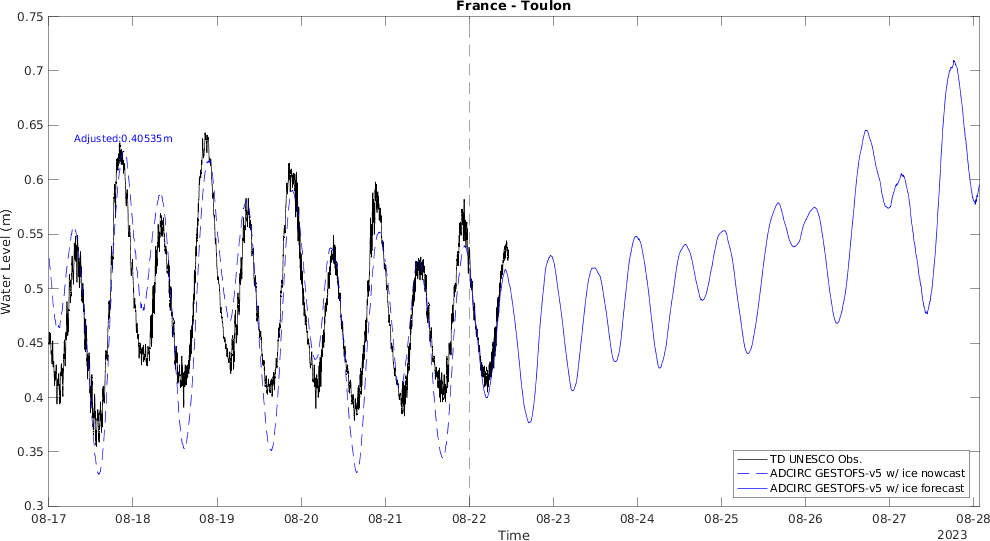 France - Toulon
0.75
0.7
0.65
0.6
0.55
0.5
0.45
0.4
0.35
0.3
Water Level (m)
Adjusted:0.40535m
TD UNESCO Obs.
ADCIRC GESTOFS-v5 w/ ice nowcast
ADCIRC GESTOFS-v5 w/ ice forecast
08-17 08-18 08-19 08-20 08-21 08-22 08-23 08-24 08-25 08-26 08-27 08-28
Time
2023